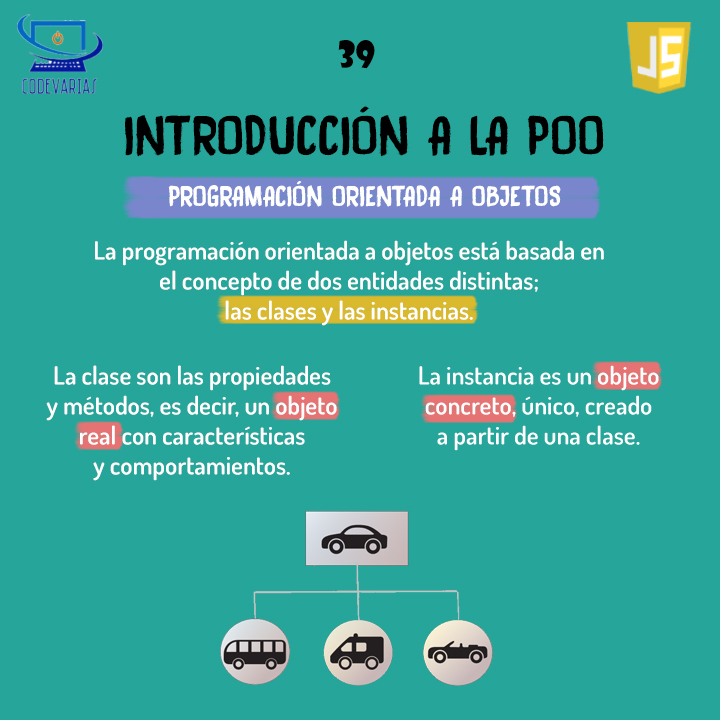 CODEVARIAS
39
JS
INTRODUCCIÓN A LA POO
PROGRAMACIÓN ORIENTADA A OBJETOS
La programación orientada a objetos está basada en
el concepto de dos entidades distintas;
las clases y las instancias.
La clase son las propiedades
y métodos, es decir, un objeto
real con características
y comportamientos.
La instancia es un objeto
concreto, único, creado
a partir de una clase.